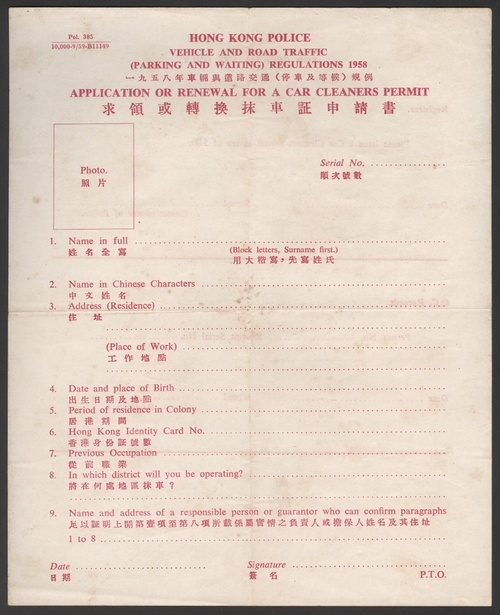 Pol. 385
10,000-9/59-B11149
HONG KONG POLICE
VEHICLE AND ROAD TRAFFIC
(PARKING AND WAITING) REGULATIONS 1958
一九五八年車輛與道路交通(停車及等候)規例
APPLICATION OR RENEWAL FOR A CAR CLEANERS PERMIT
求領或轉換抹車証申請書
Photo.
照片
Serial No.
順次號數
1. Name in full
姓名全寫
(Block letters, Surname first.)
用大楷寫,先寫姓氏
2. Name in Chinese Characters
中文姓名
3. Address (Residence)
住址
(Place of Work)
工作地點
4. Date and place of Birth
出生日期及地點
5. Period of residence in Colony
居港期間
6. Hong Kong Identity Card No.
香港身份証號數
7. Previous Occupation
從前職業
8. In which district will you be operating?
將在何處地區抹車?
9. Name and address of a responsible person or guarantor who can confirm paragraphs
足以証明上開第壹項至第八項所載係屬實情之負責人或擔保人姓名及其住址
1 to 8
Date
日期
Signature
簽名
P.T.O.